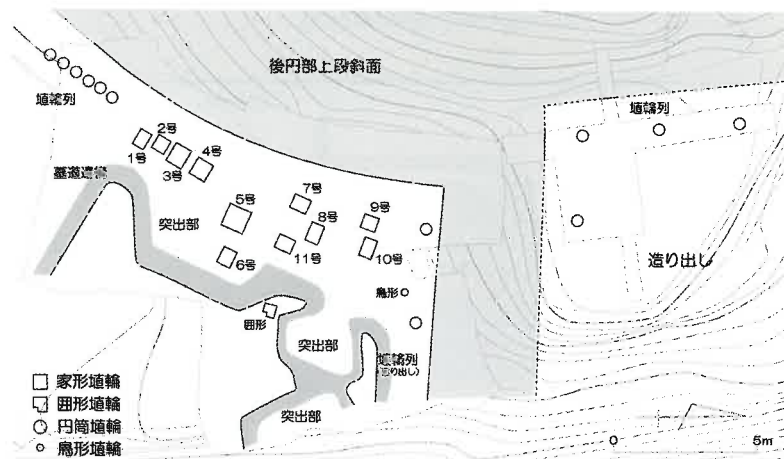 後円部上段斜面
埴輪列
埴輪列
1号
2号
3号
4号
墓道遺構
突出部
5号
6号
7号
8号
9号
10号
11号
鳥形
造り出し
囲形
突出部
埴輪列
(造り出し)
突出部
家形埴輪
囲形埴輪
円筒埴輪
鳥形埴輪
0 5m